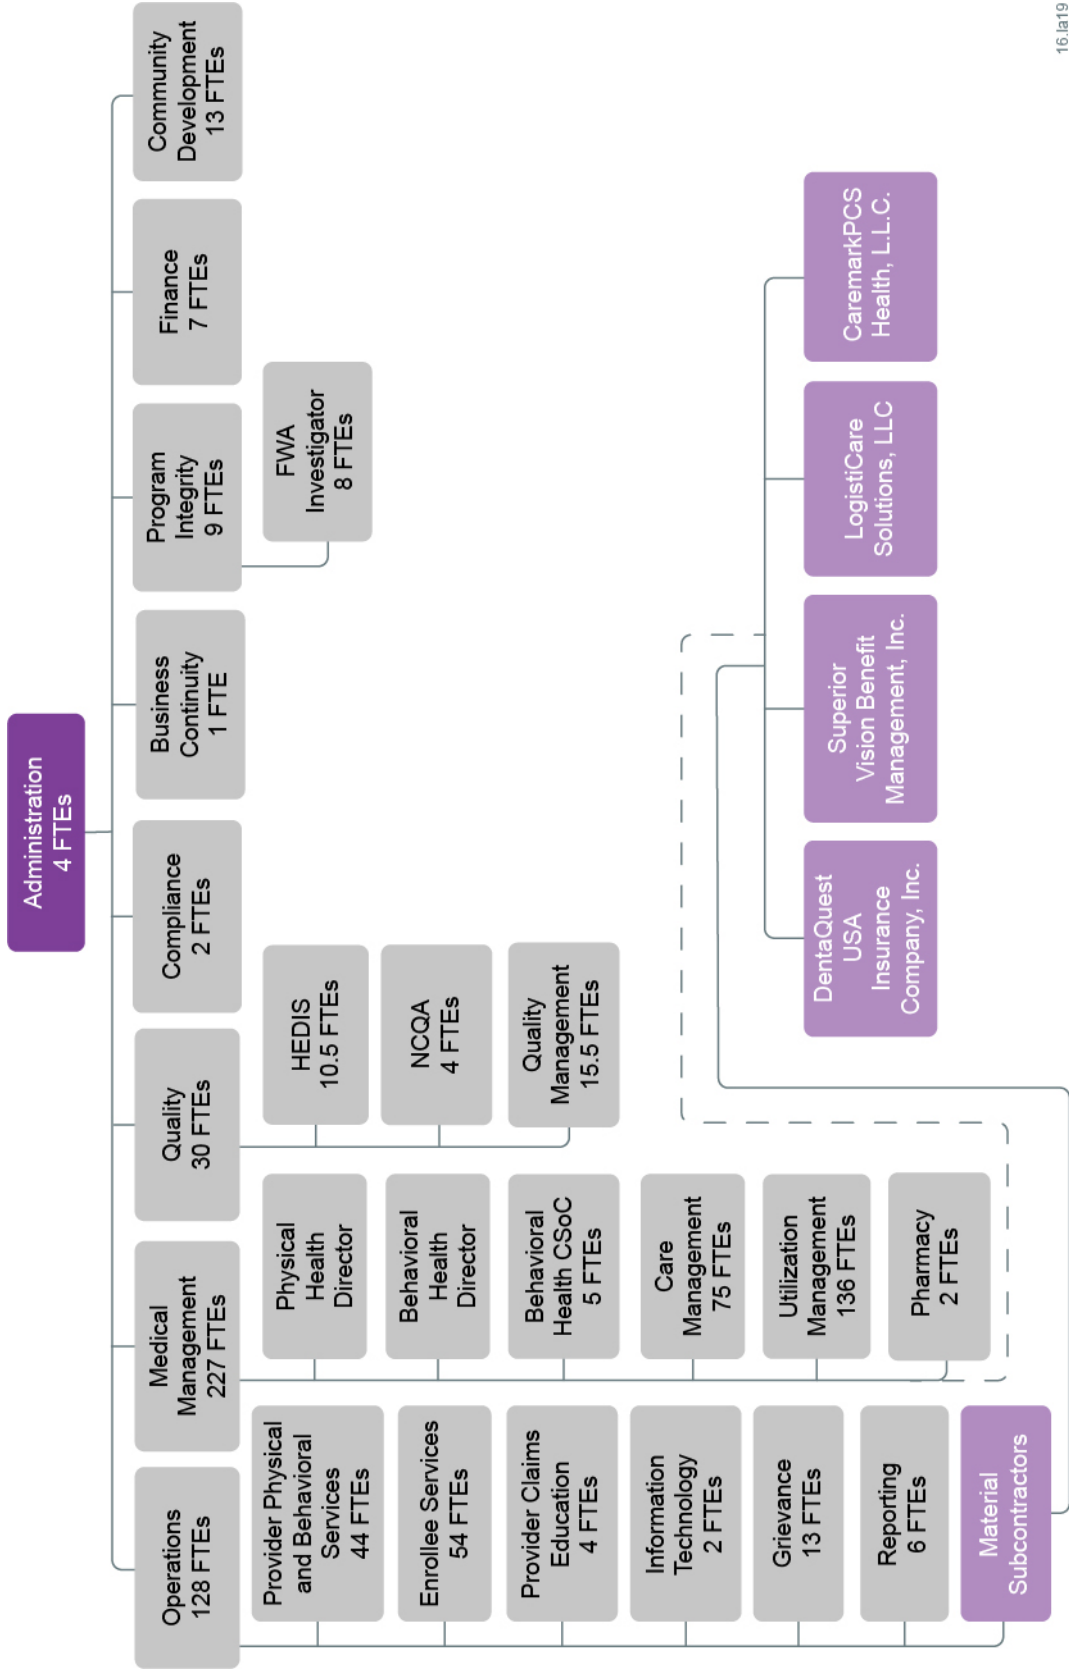 Administration
4 FTEs
Operations
128 FTEs
Medical
Management
227 FTEs
Quality
30 FTEs
Compliance
2 FTEs
Business
Continuity
1 FTE
Program
Integrity
9 FTEs
Finance
7 FTEs
Community
Development
13 FTEs
Provider Physical
and Behavioral
Services
44 FTEs
Enrollee Services
54 FTEs
Provider Claims
Education
4 FTEs
Information
Technology
2 FTEs
Grievance
13 FTEs
Reporting
6 FTEs
Material
Subcontractors
Physical
Health
Director
Behavioral
Health
Director
Behavioral
Health CSoC
5 FTEs
Care
Management
75 FTEs
Utilization
Management
136 FTEs
Pharmacy
2 FTEs
HEDIS
10.5 FTEs
NCQA
4 FTEs
Quality
Management
15.5 FTEs
FWA
Investigator
8 FTEs
DentaQuest
USA
Insurance
Company, Inc.
Superior
Vision Benefit
Management, Inc.
LogistiCare
Solutions, LLC
CaremarkPCS
Health, L.L.C.
16.la19